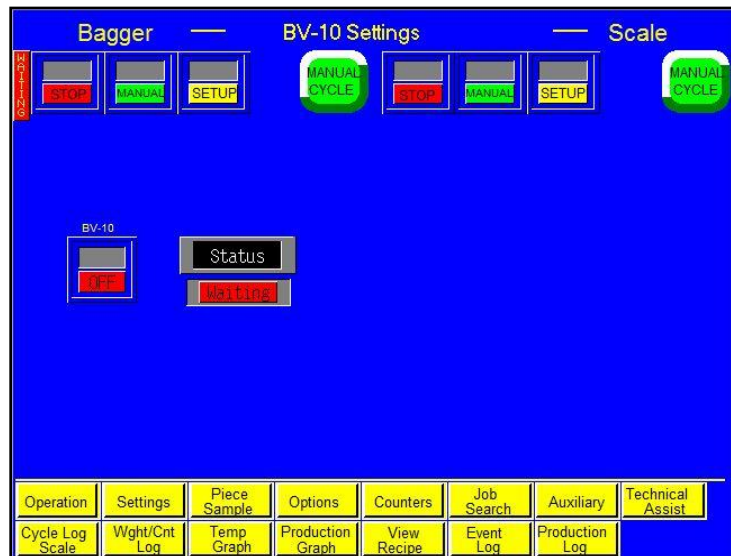 Bagger — BV-10 Settings — Scale
WAITING
STOP
MANUAL
SETUP
MANUAL
CYCLE
STOP
MANUAL
SETUP
MANUAL
CYCLE
BV-10
OFF
Status
Waiting
Operation
Settings
Piece
Sample
Options
Counters
Job
Search
Auxiliary
Technical
Assist
Cycle Log
Scale
Wght/Cnt
Log
Temp
Graph
Production
Graph
View
Recipe
Event
Log
Production
Log